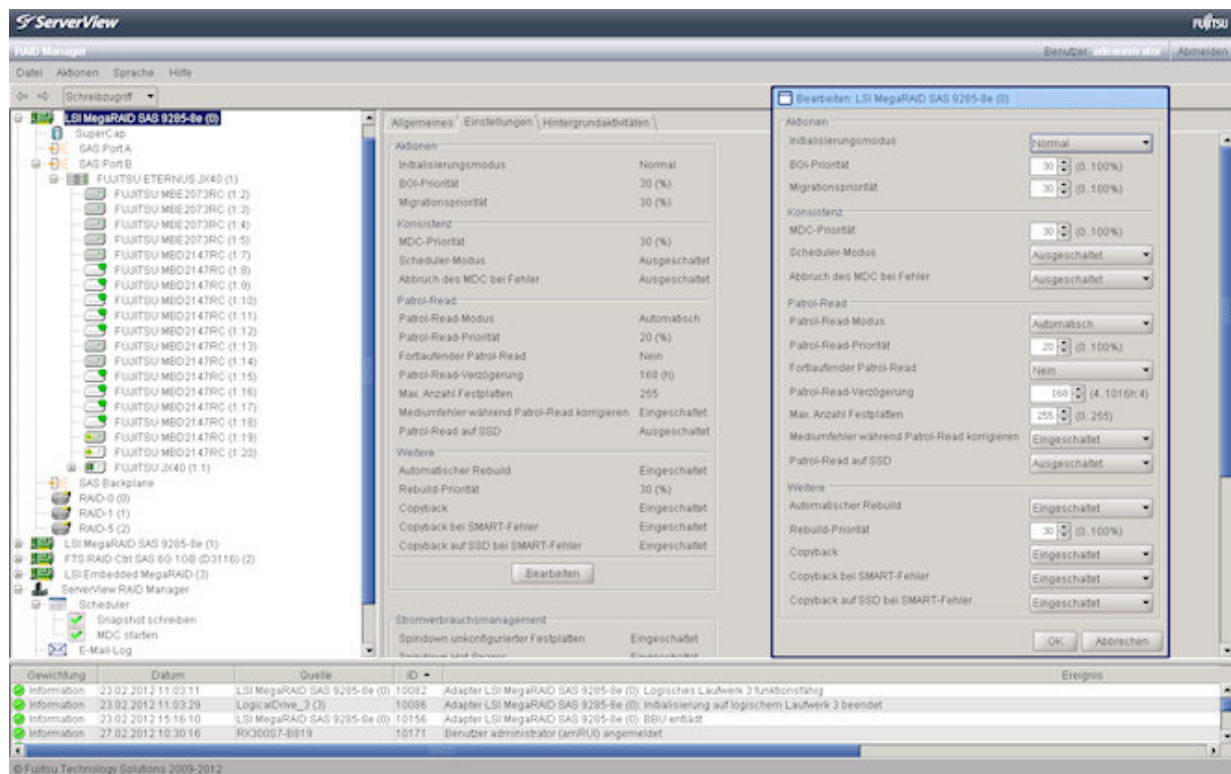 ServerView
FUJITSU
RAID Manager
Benutzer: administrator
Abmelden
Datei Aktionen Sprache Hilfe
Schreibzugriff
LSI MegaRAID SAS 9285-8e (0)
SuperCap
SAS Port A
SAS Port B
FUJITSU ETERNUS JX40 (1)
FUJITSU MBE2073RC (1:2)
FUJITSU MBE2073RC (1:3)
FUJITSU MBE2073RC (1:4)
FUJITSU MBE2073RC (1:5)
FUJITSU MBD2147RC (1:7)
FUJITSU MBD2147RC (1:8)
FUJITSU MBD2147RC (1:9)
FUJITSU MBD2147RC (1:10)
FUJITSU MBD2147RC (1:11)
FUJITSU MBD2147RC (1:12)
FUJITSU MBD2147RC (1:13)
FUJITSU MBD2147RC (1:14)
FUJITSU MBD2147RC (1:15)
FUJITSU MBD2147RC (1:16)
FUJITSU MBD2147RC (1:17)
FUJITSU MBD2147RC (1:18)
FUJITSU MBD2147RC (1:19)
FUJITSU MBD2147RC (1:20)
FUJITSU JX40 (1:1)
SAS Backplane
RAID-0 (0)
RAID-1 (1)
RAID-5 (2)
LSI MegaRAID SAS 9285-8e (1)
FTS RAID Ctrl SAS 6G 1GB (D3116) (2)
LSI Embedded MegaRAID (3)
ServerView RAID Manager
Scheduler
Snapshot schreiben
MDC starten
E-Mail-Log
Allgemeines Einstellungen Hintergrundaktivitäten
Aktionen
Initialisierungsmodus Normal
BGI-Priorität 30 (%)
Migrationspriorität 30 (%)
Konsistenz
MDC-Priorität 30 (%)
Scheduler-Modus Ausgeschaltet
Abbruch des MDC bei Fehler Ausgeschaltet
Patrol-Read
Patrol-Read-Modus Automatisch
Patrol-Read-Priorität 20 (%)
Fortlaufender Patrol-Read Nein
Patrol-Read-Verzögerung 168 (h)
Max. Anzahl Festplatten 255
Mediumfehler während Patrol-Read korrigieren Eingeschaltet
Patrol-Read auf SSD Ausgeschaltet
Weitere
Automatischer Rebuild Eingeschaltet
Rebuild-Priorität 30 (%)
Copyback Eingeschaltet
Copyback bei SMART-Fehler Eingeschaltet
Copyback auf SSD bei SMART-Fehler Eingeschaltet
Bearbeiten
Stromverbrauchsmanagement
Spindown unkonfigurierter Festplatten Eingeschaltet
Spindown Hot Spares Eingeschaltet
Bearbeiten: LSI MegaRAID SAS 9285-8e (0)
Aktionen
Initialisierungsmodus Normal
BGI-Priorität 30 (0..100%)
Migrationspriorität 30 (0..100%)
Konsistenz
MDC-Priorität 30 (0..100%)
Scheduler-Modus Ausgeschaltet
Abbruch des MDC bei Fehler Ausgeschaltet
Patrol-Read
Patrol-Read-Modus Automatisch
Patrol-Read-Priorität 20 (0..100%)
Fortlaufender Patrol-Read Nein
Patrol-Read-Verzögerung 168 (4..1016h:4)
Max. Anzahl Festplatten 255 (0..255)
Mediumfehler während Patrol-Read korrigieren Eingeschaltet
Patrol-Read auf SSD Ausgeschaltet
Weitere
Automatischer Rebuild Eingeschaltet
Rebuild-Priorität 30 (0..100%)
Copyback Eingeschaltet
Copyback bei SMART-Fehler Eingeschaltet
Copyback auf SSD bei SMART-Fehler Eingeschaltet
OK Abbrechen
Gewichtung Datum Quelle ID Ereignis
Information 23.02.2012 11:03:11 LSI MegaRAID SAS 9285-8e (0) 10082 Adapter LSI MegaRAID SAS 9285-8e (0): Logisches Laufwerk 3 funktionsfähig
Information 23.02.2012 11:03:29 LogicalDrive_3 (3) 10086 Adapter LSI MegaRAID SAS 9285-8e (0): Initialisierung auf logischem Laufwerk 3 beendet
Information 23.02.2012 15:16:10 LSI MegaRAID SAS 9285-8e (0) 10156 Adapter LSI MegaRAID SAS 9285-8e (0): BBU entlädt
Information 27.02.2012 10:30:16 RX300S7-B819 10171 Benutzer administrator (amRUI) angemeldet
© Fujitsu Technology Solutions 2009-2012